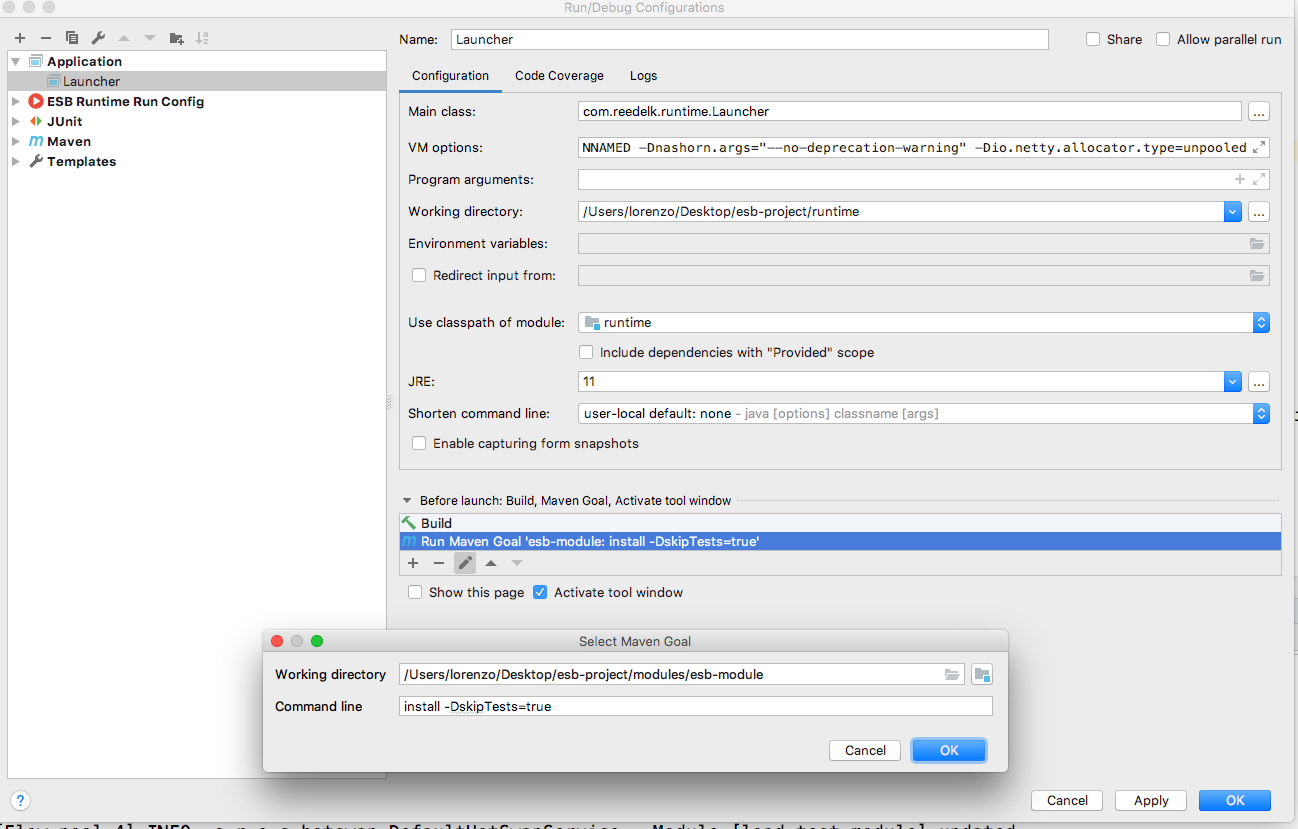 Run/Debug Configurations
Name: Launcher Share Allow parallel run
Application
Launcher
ESB Runtime Run Config
JUnit
Maven
Templates
Configuration Code Coverage Logs
Main class: com.reedelk.runtime.Launcher ...
VM options: NNAMED -Dnashorn.args="--no-deprecation-warning" -Dio.netty.allocator.type=unpooled
Program arguments:
Working directory: /Users/lorenzo/Desktop/esb-project/runtime ...
Environment variables:
Redirect input from:
Use classpath of module: runtime
Include dependencies with "Provided" scope
JRE: 11 ...
Shorten command line: user-local default: none - java [options] classname [args]
Enable capturing form snapshots
Before launch: Build, Maven Goal, Activate tool window
Build
Run Maven Goal 'esb-module: install -DskipTests=true'
Show this page Activate tool window
Select Maven Goal
Working directory /Users/lorenzo/Desktop/esb-project/modules/esb-module
Command line install -DskipTests=true
Cancel OK
? Cancel Apply OK